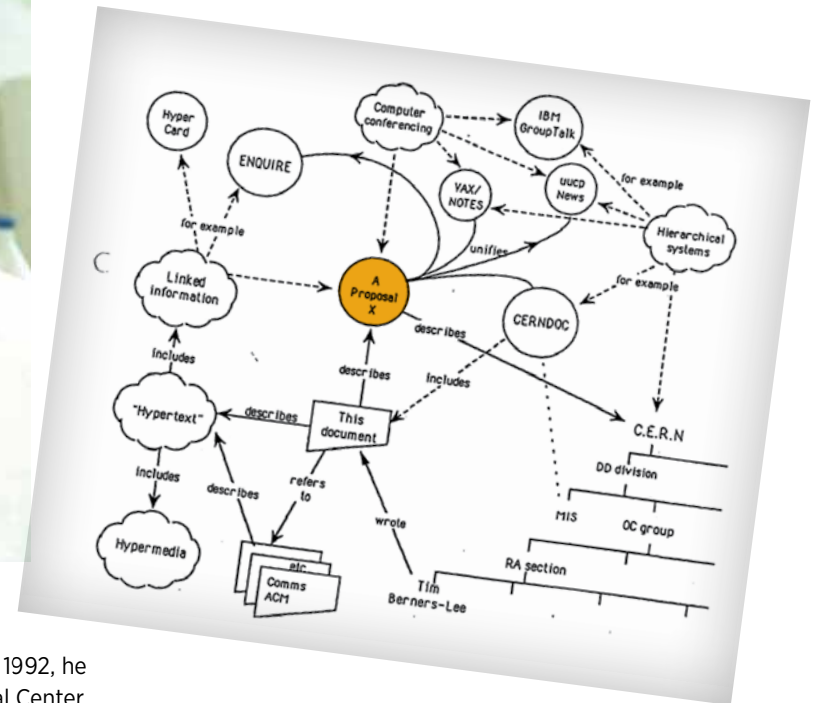 Hyper
Card
ENQUIRE
Computer
conferencing
IBM
GroupTalk
VAX/
NOTES
uucp
News
for example
Hierarchical
systems
for example
unifies
for example
C
Linked
information
A
Proposal
X
CERNDOC
describes
includes
describes
includes
"Hypertext"
describes
This
document
C.E.R.N
DD division
includes
describes
refers
to
wrote
MIS
OC group
RA section
Hypermedia
etc
Comms
ACM
Tim
Berners-Lee
1992, he
al Center